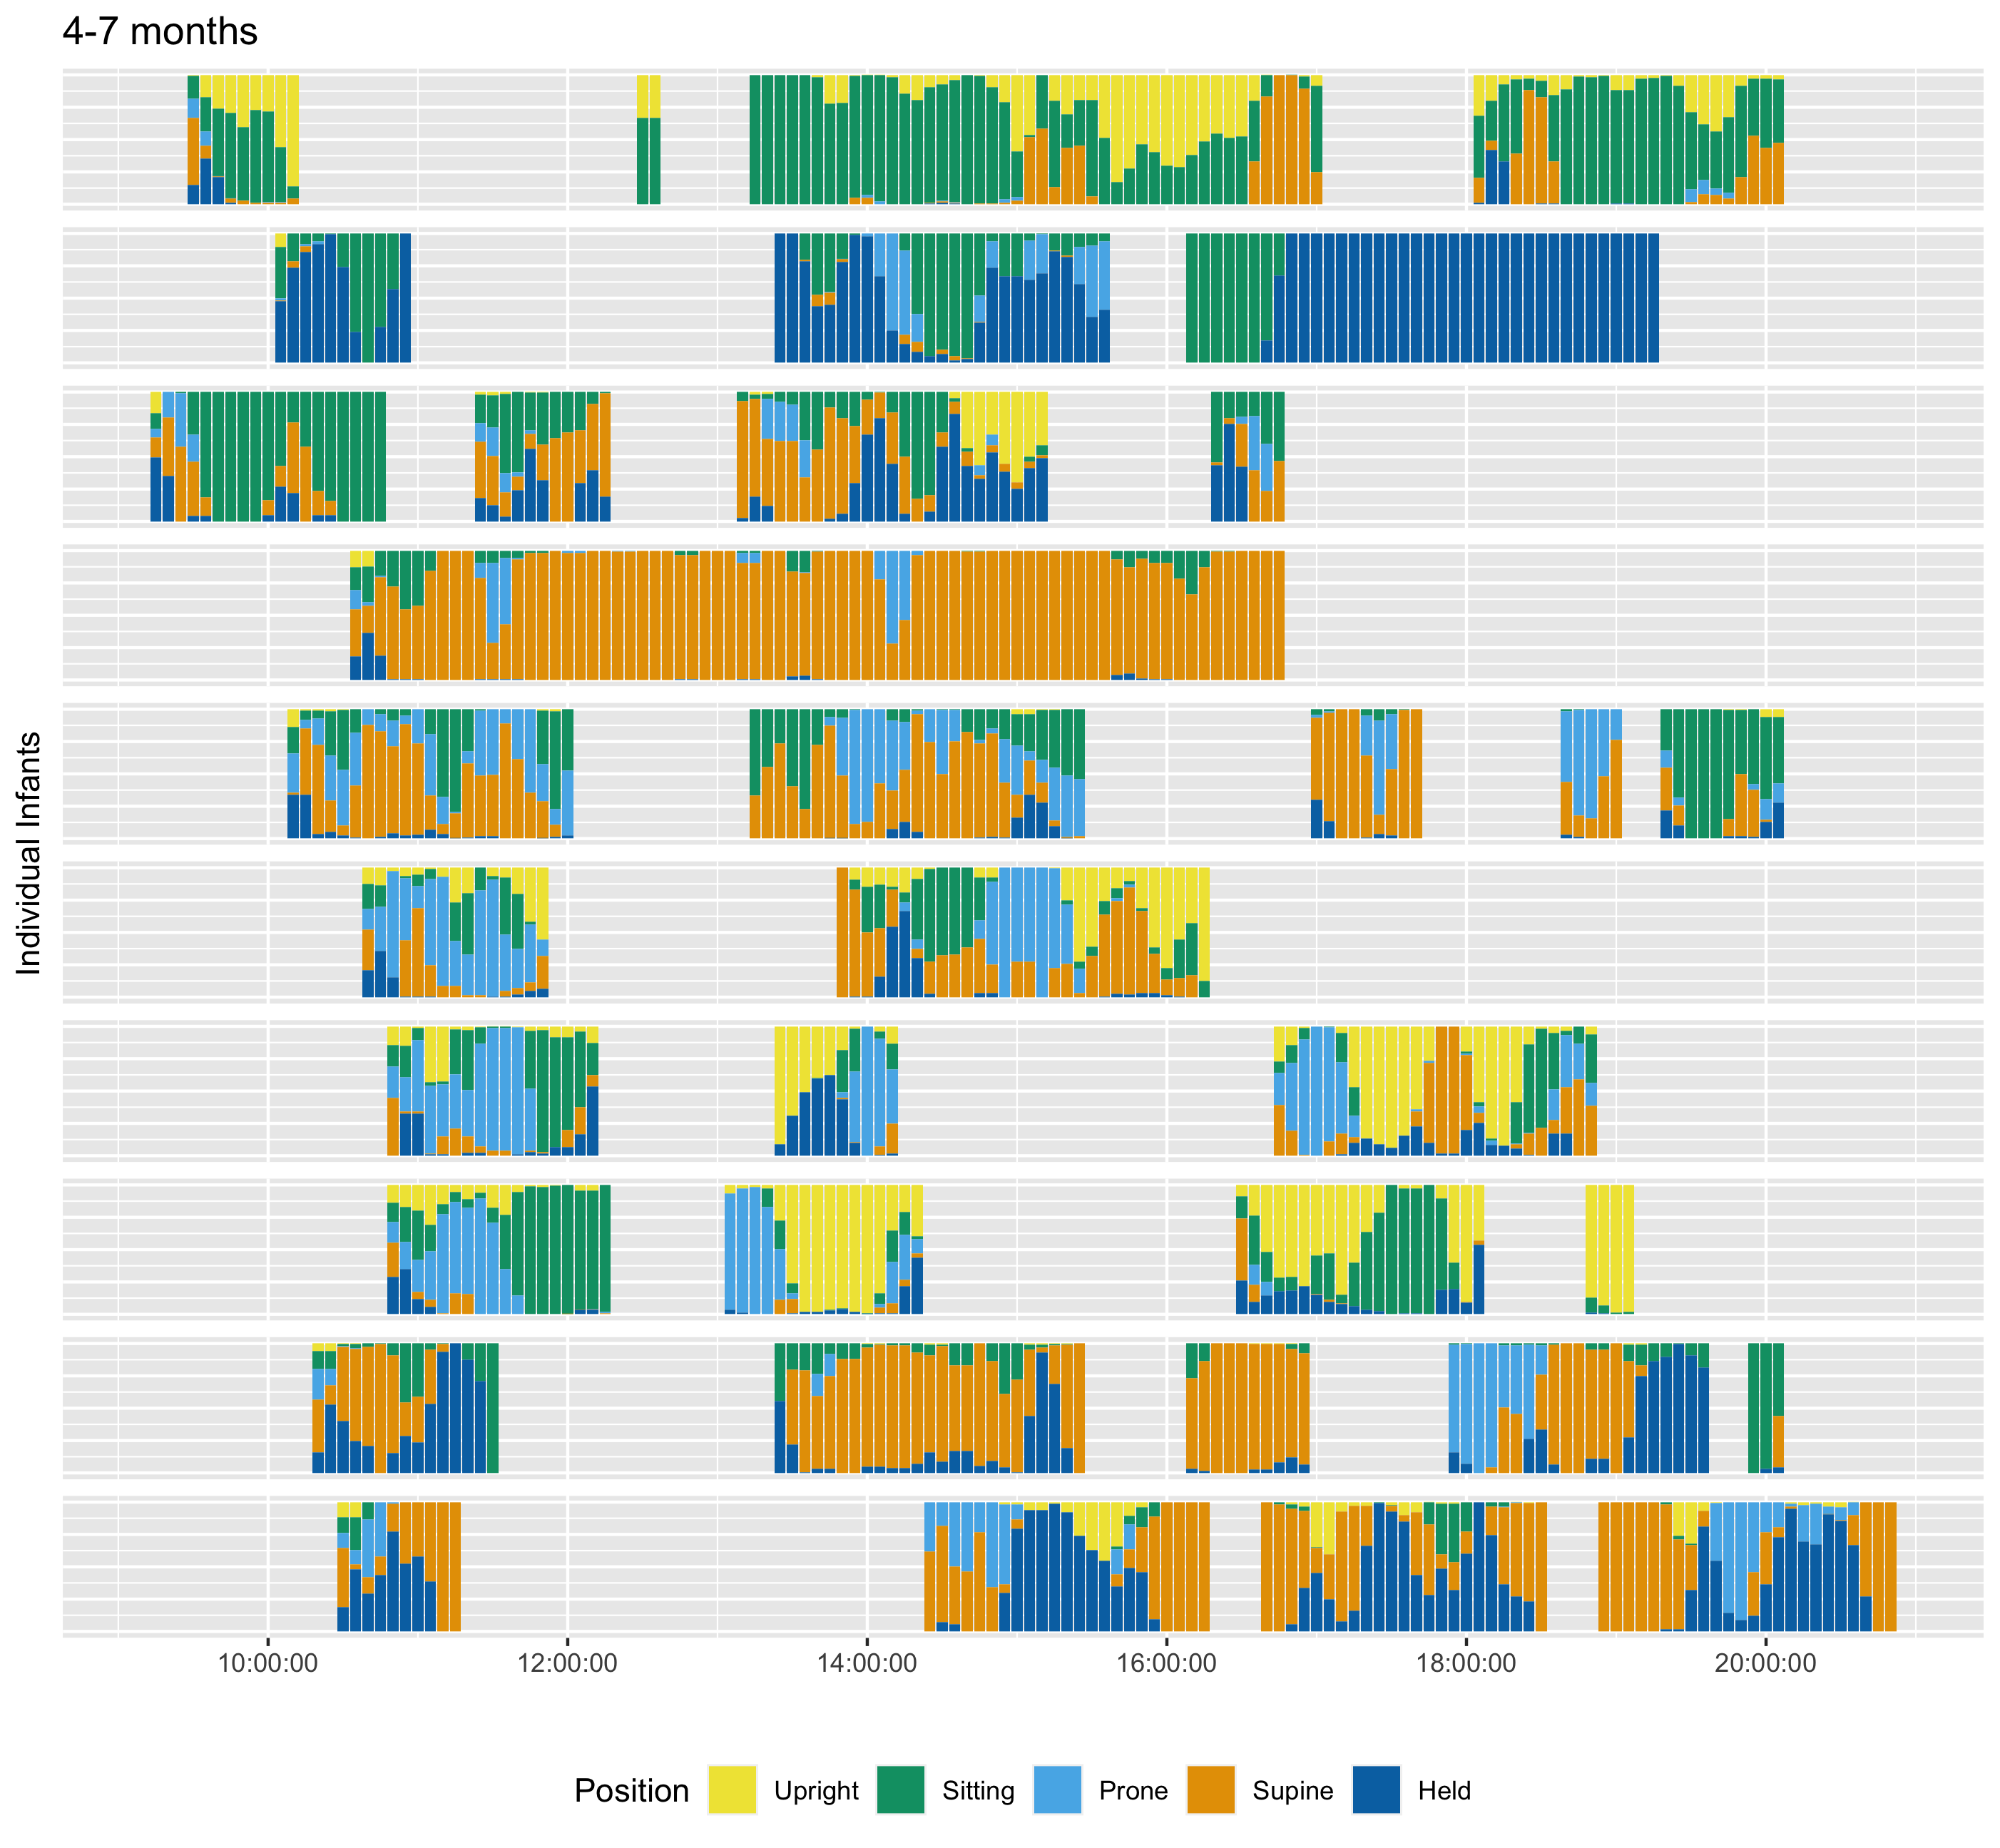 4-7 months
Individual Infants
10:00:00 12:00:00 14:00:00 16:00:00 18:00:00 20:00:00
Position Upright Sitting Prone Supine Held